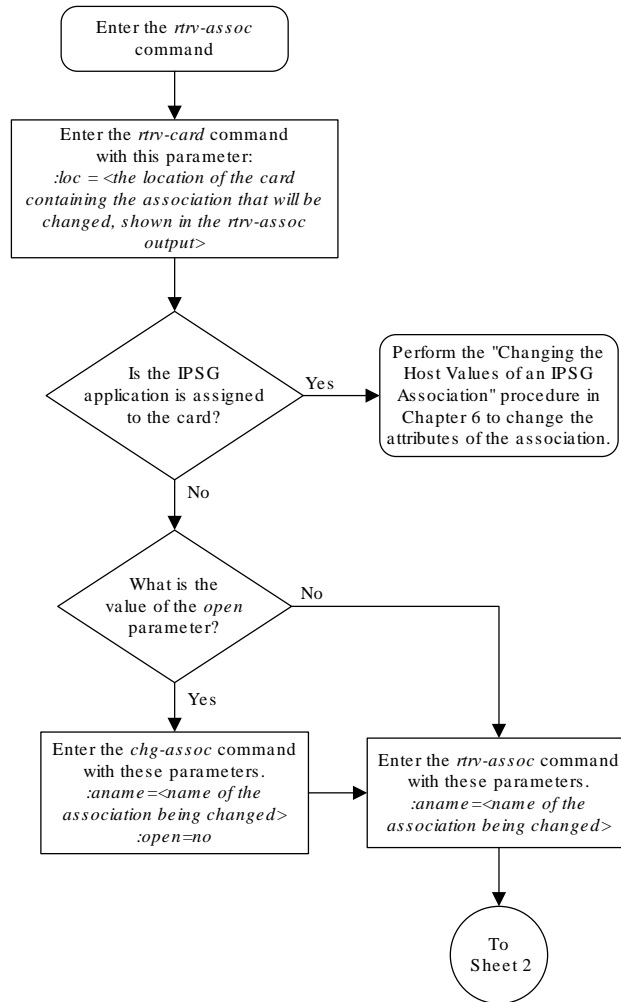 Enter the rtrv-assoc
command
Enter the rtrv-card command
with this parameter:
:loc = <the location of the card
containing the association that will be
changed, shown in the rtrv-assoc
output>
Is the IPSG
application is assigned
to the card?
Yes
Perform the "Changing the
Host Values of an IPSG
Association" procedure in
Chapter 6 to change the
attributes of the association.
No
What is the
value of the open
parameter?
No
Yes
Enter the chg-assoc command
with these parameters.
:aname=<name of the
association being changed>
:open=no
Enter the rtrv-assoc command
with these parameters.
:aname=<name of the
association being changed>
To
Sheet 2